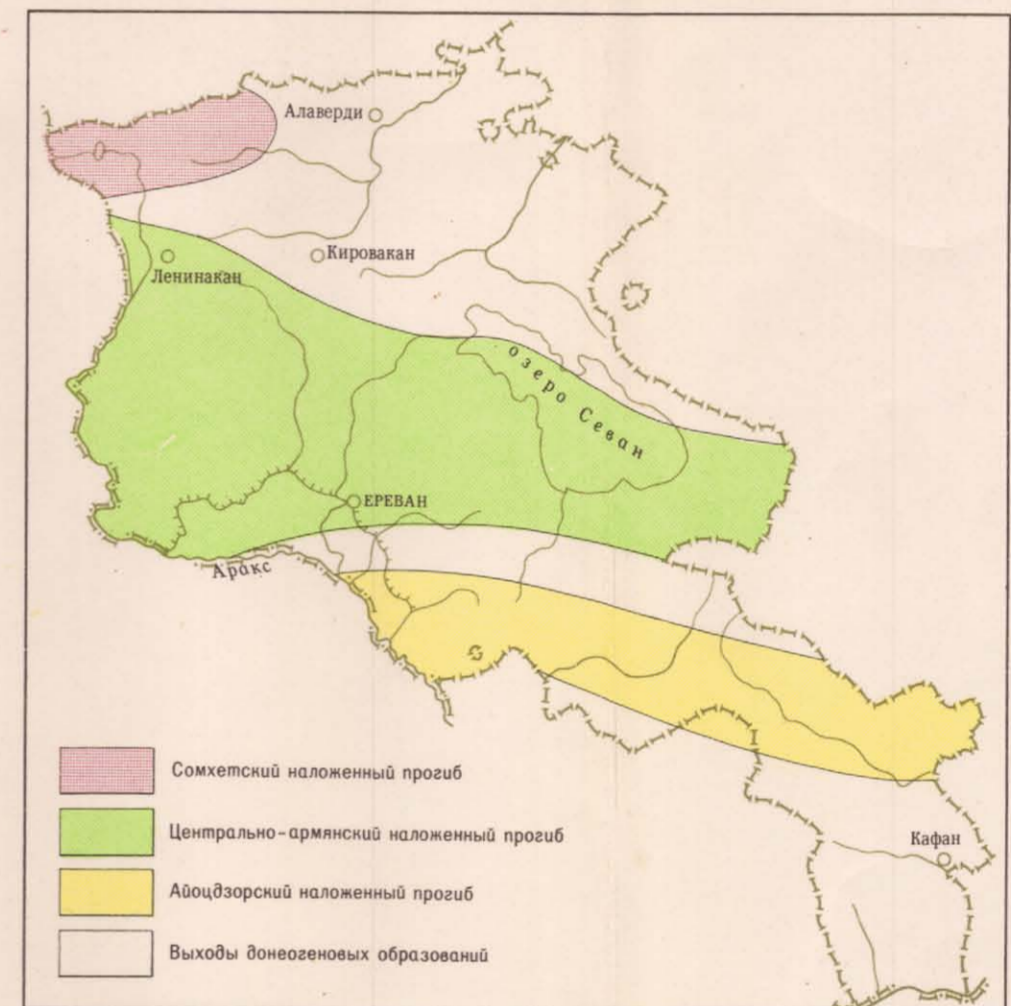 Алаверди
Кировакан
Ленинакан
озеро Севан
ЕРЕВАН
Аракс
Сомхетский наложенный прогиб
Центрально-армянский наложенный прогиб
Айоцдзорский наложенный прогиб
Кафан
Выходы донеогеновых образований